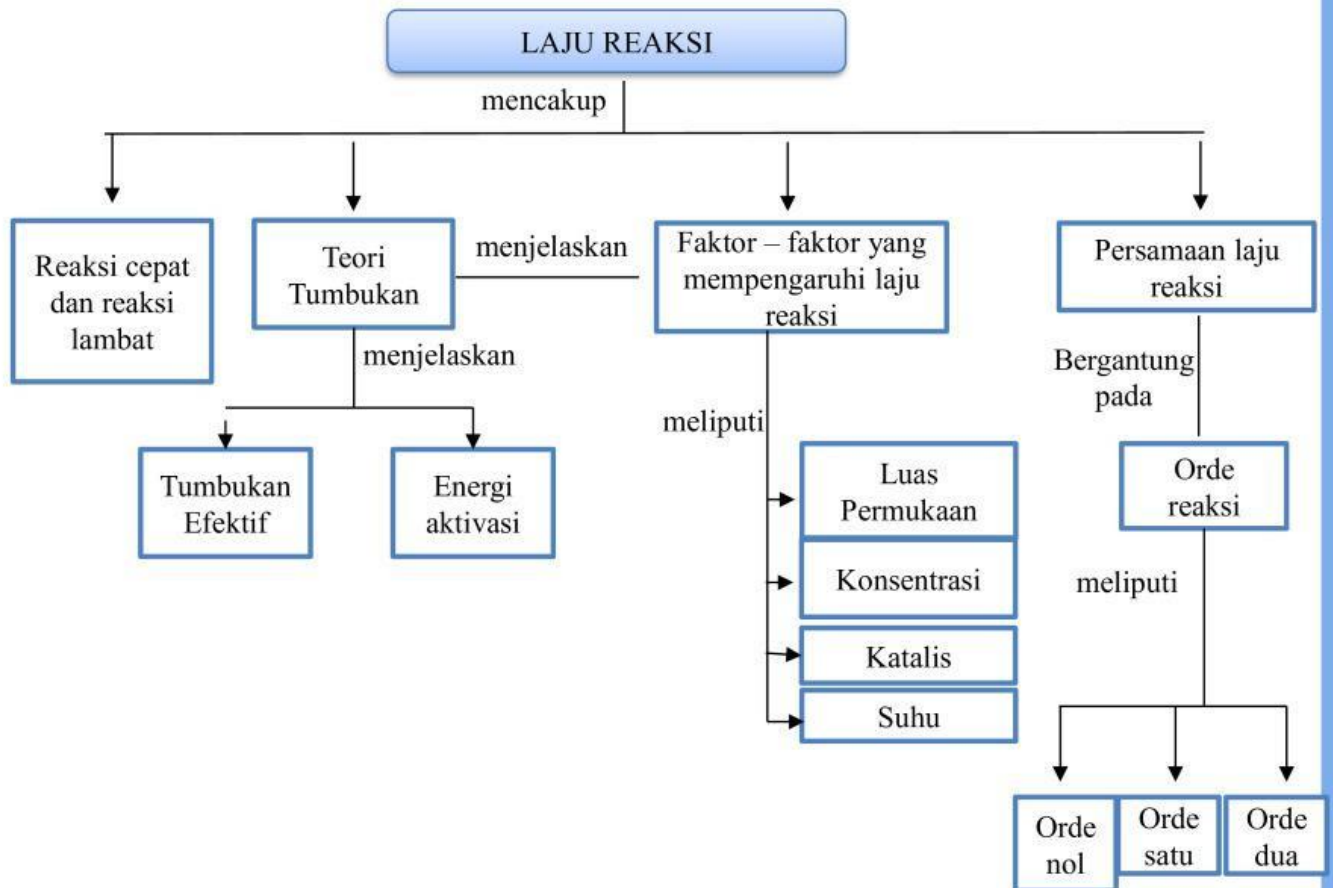 LAJU REAKSI
mencakup
Reaksi cepat
dan reaksi
lambat
Teori
Tumbukan
menjelaskan
Faktor – faktor yang
mempengaruhi laju
reaksi
Persamaan laju
reaksi
menjelaskan
Tumbukan
Efektif
Energi
aktivasi
meliputi
Luas
Permukaan
Konsentrasi
Katalis
Suhu
Bergantung
pada
Orde
reaksi
meliputi
Orde
nol
Orde
satu
Orde
dua